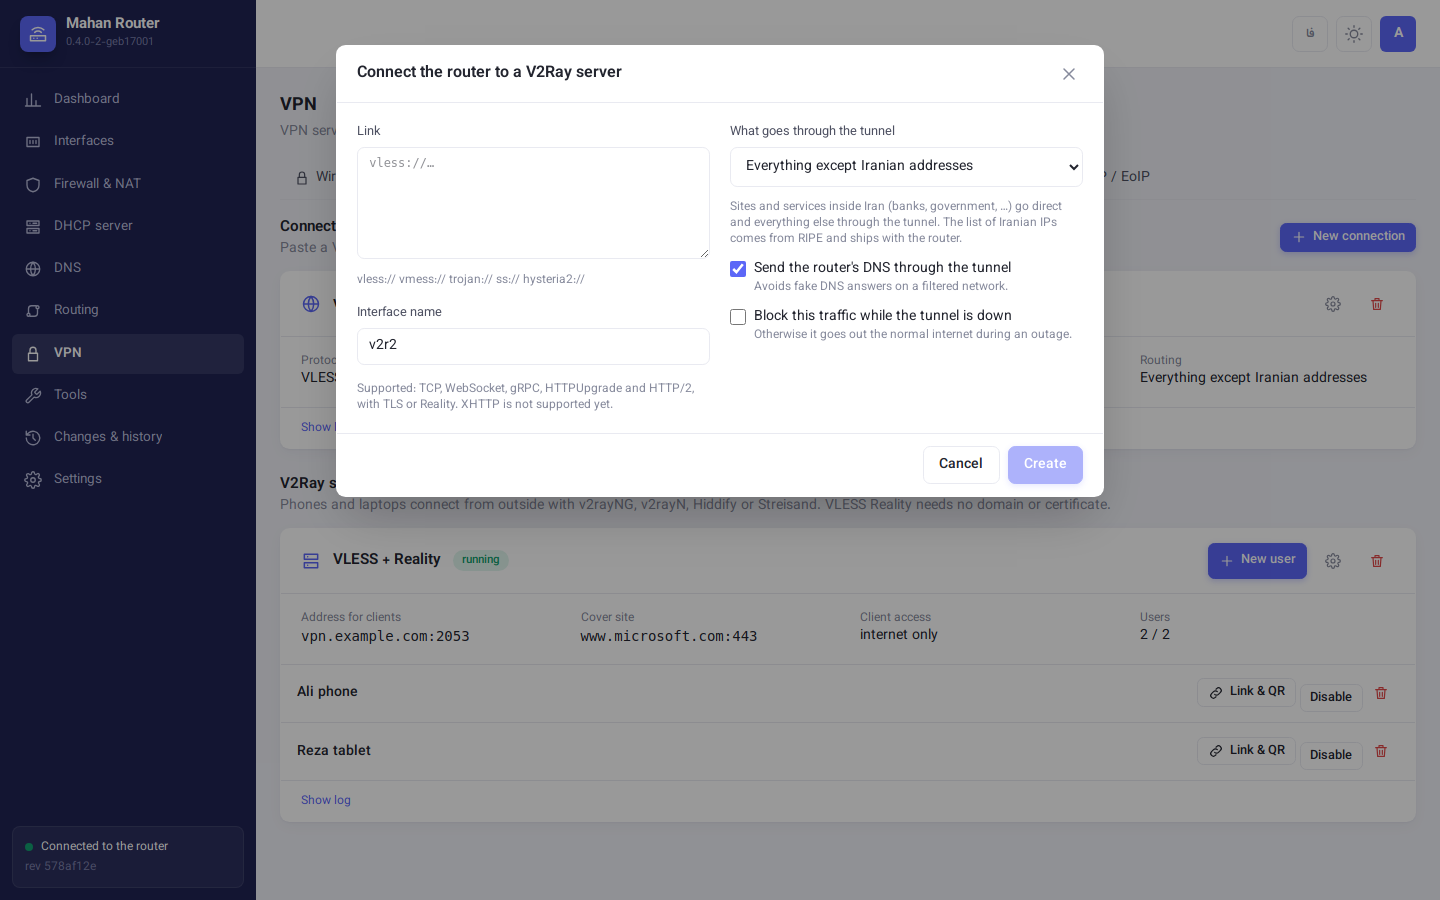 Mahan Router
0.4.0-2-geb17001
فا
A
Dashboard
Interfaces
Firewall & NAT
DHCP server
DNS
Routing
VPN
Tools
Changes & history
Settings
Connected to the router
rev 578af12e
VPN
VPN serv
/ EoIP
Connect
Paste a
New connection
Connect the router to a V2Ray server
Link
vless://…
vless:// vmess:// trojan:// ss:// hysteria2://
Interface name
v2r2
Supported: TCP, WebSocket, gRPC, HTTPUpgrade and HTTP/2,
with TLS or Reality. XHTTP is not supported yet.
What goes through the tunnel
Everything except Iranian addresses
Sites and services inside Iran (banks, government, …) go direct
and everything else through the tunnel. The list of Iranian IPs
comes from RIPE and ships with the router.
Send the router's DNS through the tunnel
Avoids fake DNS answers on a filtered network.
Block this traffic while the tunnel is down
Otherwise it goes out the normal internet during an outage.
Cancel
Create
Protoc
VLES
Routing
Everything except Iranian addresses
Show
V2Ray s
Phones and laptops connect from outside with v2rayNG, v2rayN, Hiddify or Streisand. VLESS Reality needs no domain or certificate.
VLESS + Reality
running
New user
Address for clients
vpn.example.com:2053
Cover site
www.microsoft.com:443
Client access
internet only
Users
2 / 2
Ali phone
Link & QR
Disable
Reza tablet
Link & QR
Disable
Show log